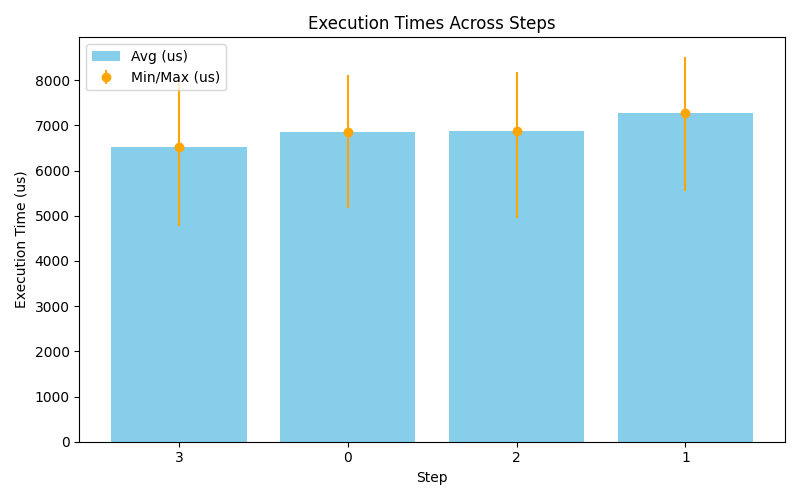 Execution Times Across Steps
Avg (us)
Min/Max (us)
Execution Time (us)
8000
7000
6000
5000
4000
3000
2000
1000
0
3 0 2 1
Step